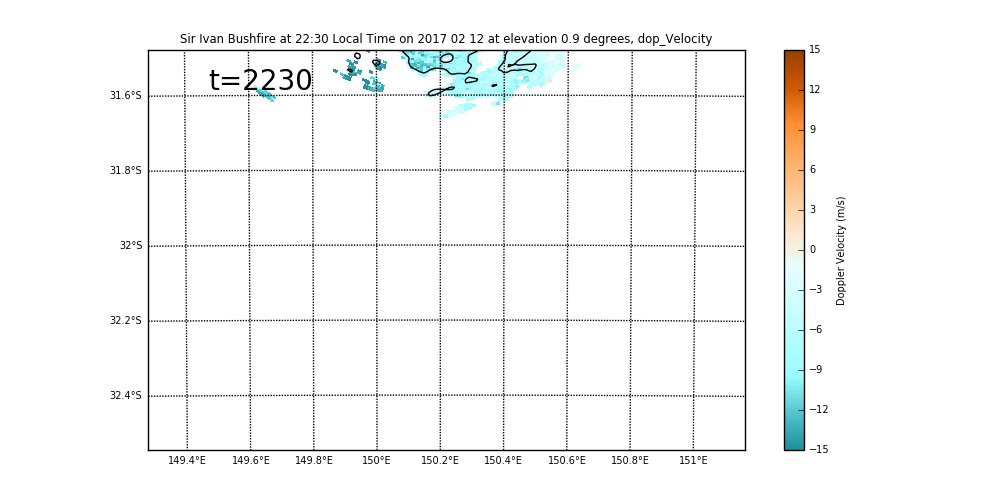 Sir Ivan Bushfire at 22:30 Local Time on 2017 02 12 at elevation 0.9 degrees, dop_Velocity
t=2230
31.6°S
31.8°S
32°S
32.2°S
32.4°S
149.4°E 149.6°E 149.8°E 150°E 150.2°E 150.4°E 150.6°E 150.8°E 151°E
15
12
9
6
3
0
−3
−6
−9
−12
−15
Doppler Velocity (m/s)